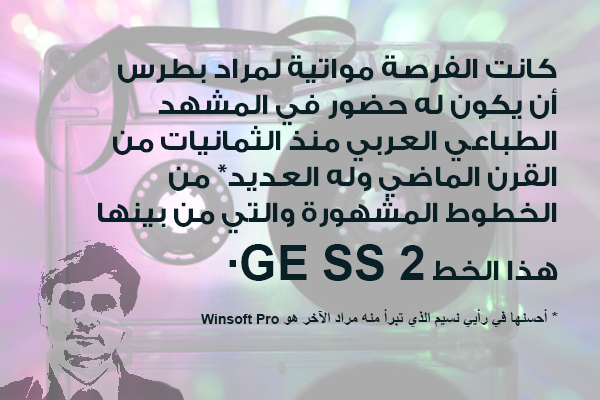 كانت الفرصة مواتية لمراد بطرس
أن يكون له حضور في المشهد
الطباعي العربي منذ الثمانيات من
القرن الماضي وله العديد* من
الخطوط المشهورة والتي من بينها
هذا الخط GE SS 2.
* أحسنها في رأيي نسيم الذي تبرأ منه مراد الآخر هو Winsoft Pro